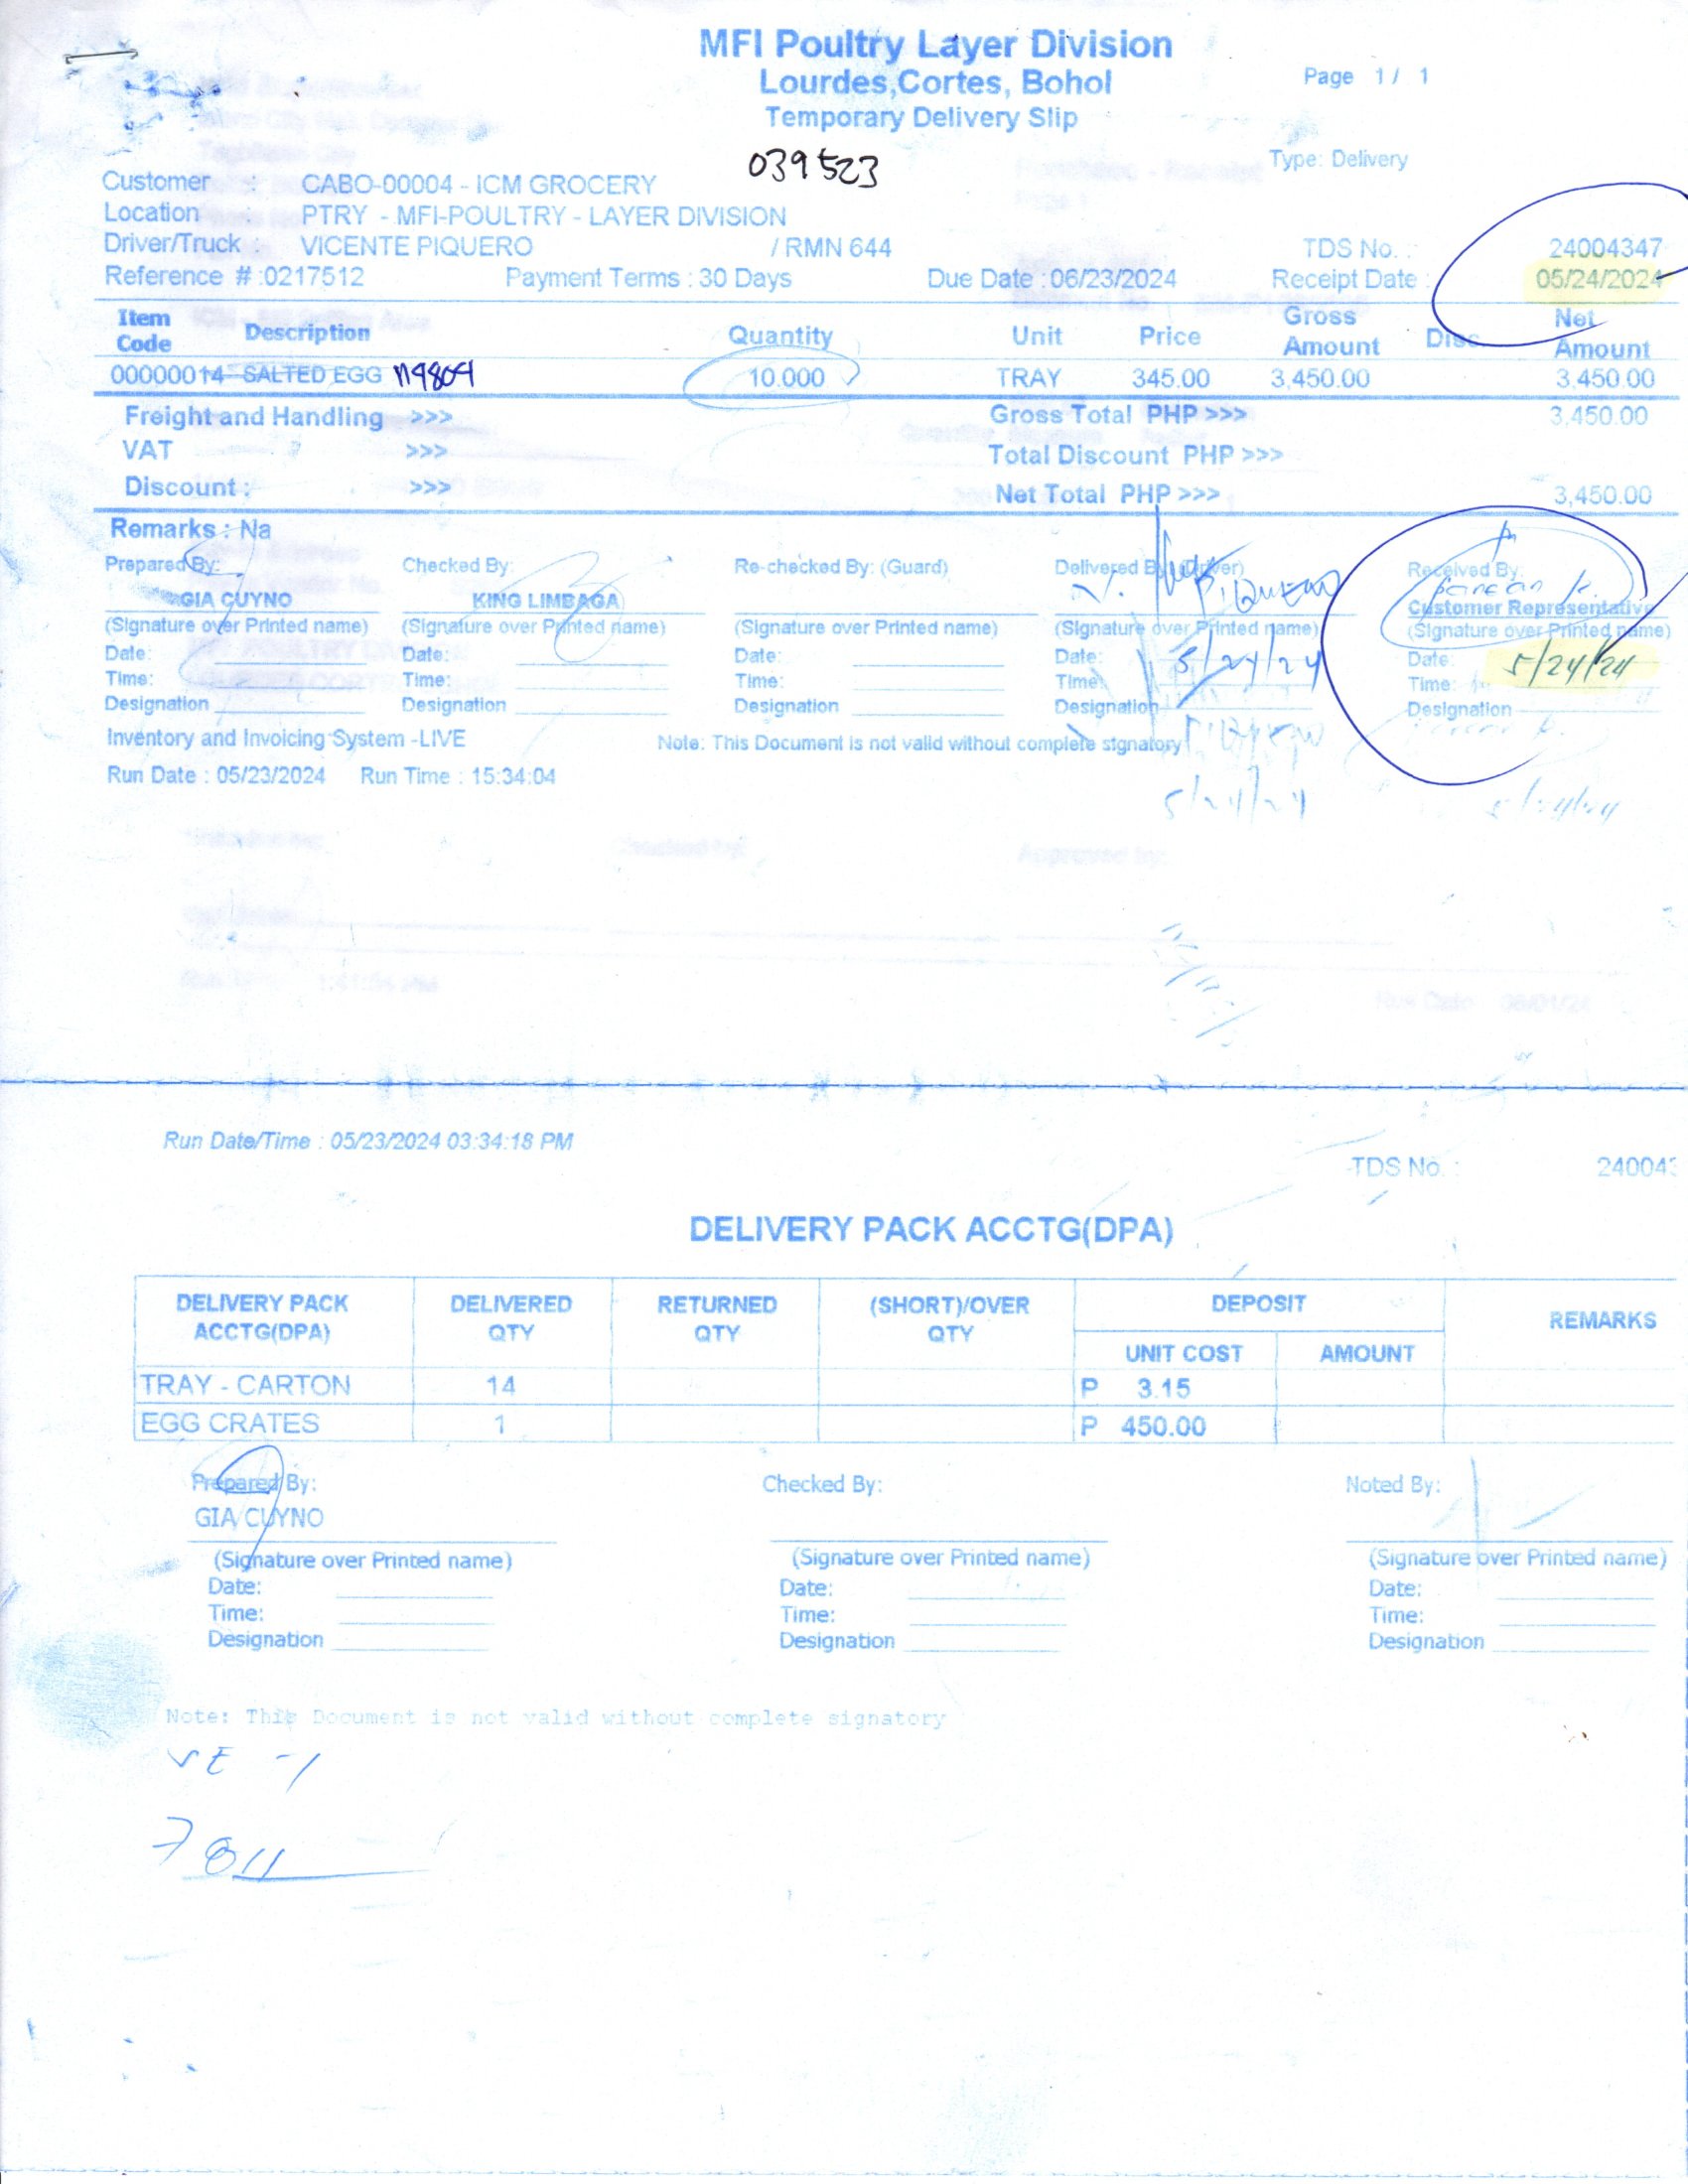 MFI Poultry Layer Division
Lourdes,Cortes, Bohol
Page 1 / 1
Temporary Delivery Slip
039523
Type: Delivery
Customer : CABO-00004 - ICM GROCERY
Location : PTRY - MFI-POULTRY - LAYER DIVISION
Driver/Truck : VICENTE PIQUERO / RMN 644 TDS No. : 24004347
Reference # :0217512 Payment Terms : 30 Days Due Date : 06/23/2024 Receipt Date : 05/24/2024
Item Code Description Quantity Unit Price Gross Amount Disc Net Amount
00000014 SALTED EGG 10.000 TRAY 345.00 3,450.00 3,450.00
Freight and Handling >>> Gross Total PHP >>> 3,450.00
VAT >>> Total Discount PHP >>>
Discount : >>> Net Total PHP >>> 3,450.00
Remarks : Na
Prepared By: Checked By: Re-checked By: (Guard) Delivered By: (Driver) Received By:
GIA CUYNO KING LIMBAGA Customer Representative
(Signature over Printed name) (Signature over Printed name) (Signature over Printed name) (Signature over Printed name) (Signature over Printed name)
Date: Date: Date: Date: 5/24/24 Date: 5/24/24
Time: Time: Time: Time: Time:
Designation Designation Designation Designation Designation
Inventory and Invoicing System -LIVE Note: This Document is not valid without complete signatory
Run Date : 05/23/2024 Run Time : 15:34:04
5/24/24 5/24/24
Run Date/Time : 05/23/2024 03:34:18 PM
TDS No. : 24004
DELIVERY PACK ACCTG(DPA)
DELIVERY PACK ACCTG(DPA) DELIVERED QTY RETURNED QTY (SHORT)/OVER QTY DEPOSIT REMARKS
UNIT COST AMOUNT
TRAY - CARTON 14 P 3.15
EGG CRATES 1 P 450.00
Prepared By: Checked By: Noted By:
GIA CUYNO
(Signature over Printed name) (Signature over Printed name) (Signature over Printed name)
Date: Date: Date:
Time: Time: Time:
Designation Designation Designation
Note: This Document is not valid without complete signatory